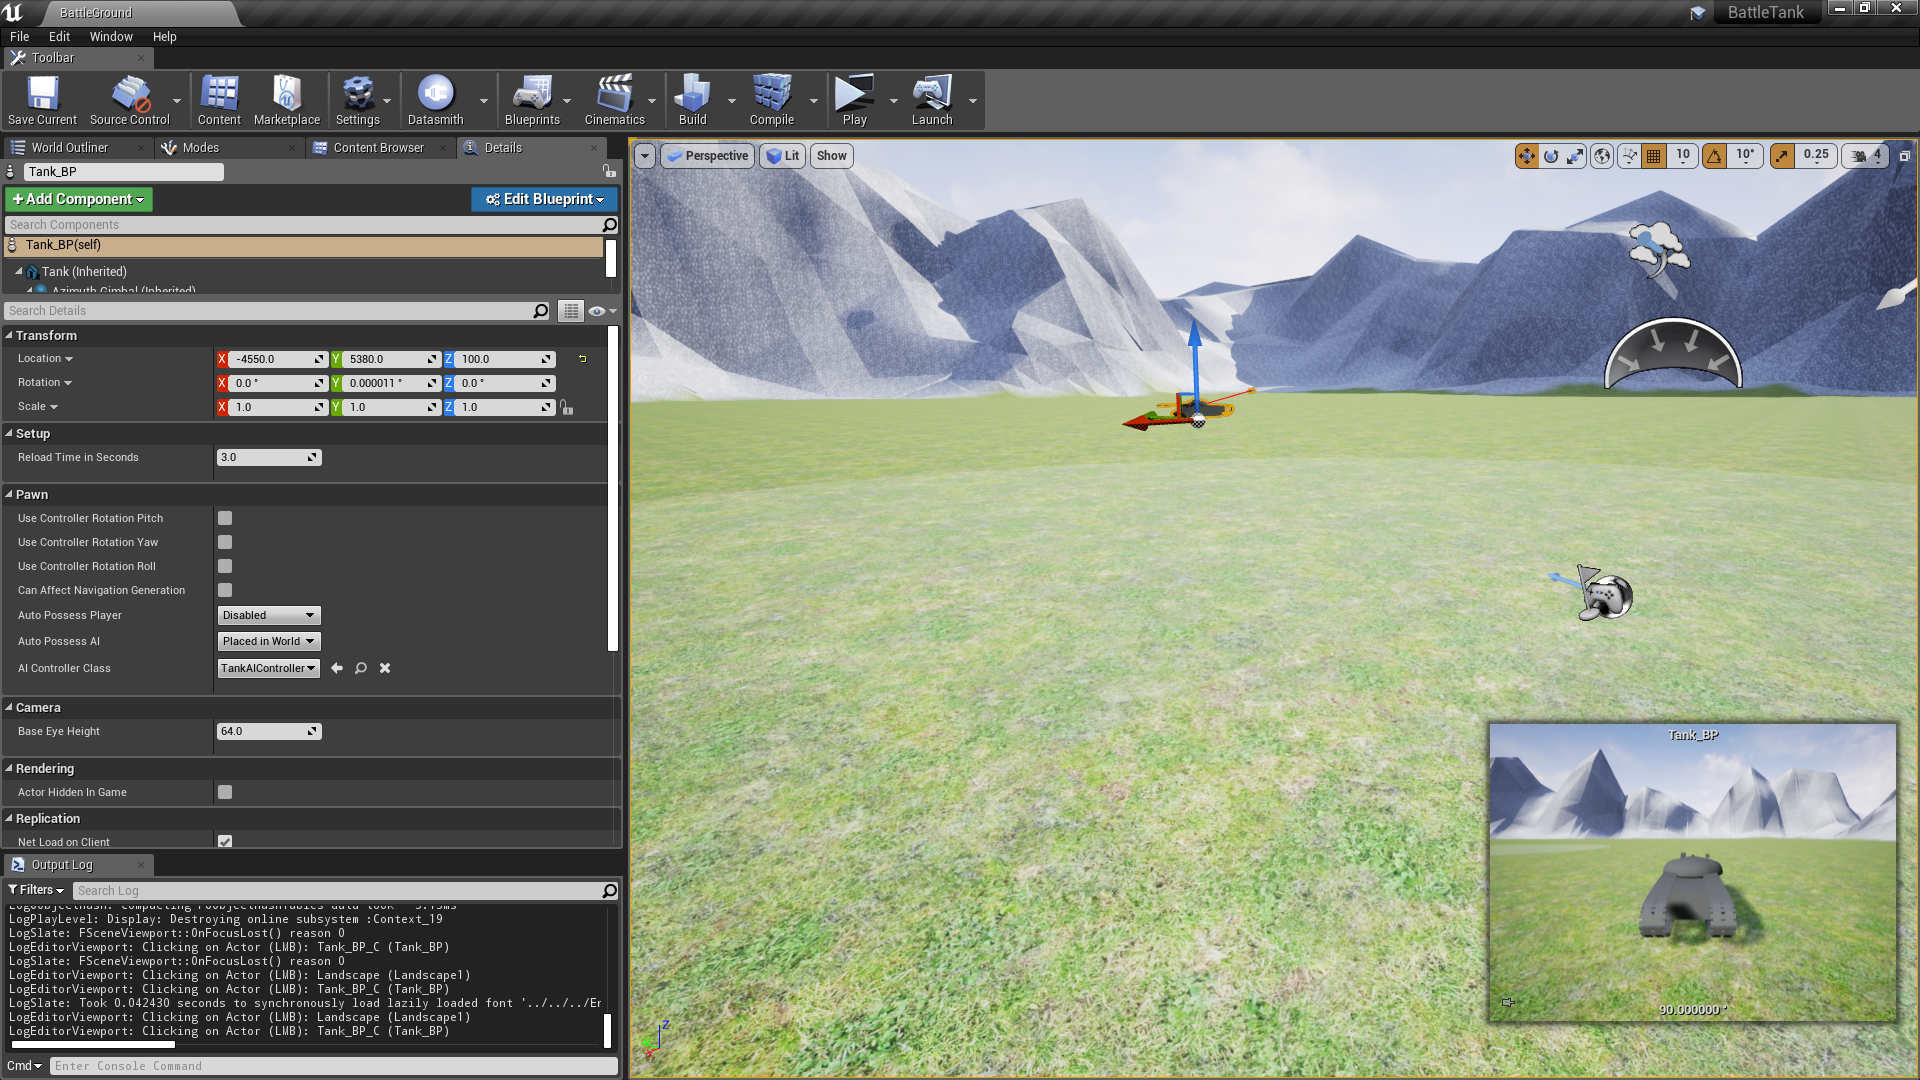 BattleGround
BattleTank
File Edit Window Help
Toolbar
Save Current Source Control Content Marketplace Settings Datasmith Blueprints Cinematics Build Compile Play Launch
World Outliner Modes Content Browser Details
Tank_BP
+Add Component
Edit Blueprint
Search Components
Tank_BP(self)
Tank (Inherited)
Azimuth Gimbal (Inherited)
Search Details
Transform
Location X -4550.0 Y 5380.0 Z 100.0
Rotation X 0.0 ° Y 0.000011 ° Z 0.0 °
Scale X 1.0 Y 1.0 Z 1.0
Setup
Reload Time in Seconds 3.0
Pawn
Use Controller Rotation Pitch
Use Controller Rotation Yaw
Use Controller Rotation Roll
Can Affect Navigation Generation
Auto Possess Player Disabled
Auto Possess AI Placed in World
AI Controller Class TankAIController
Camera
Base Eye Height 64.0
Rendering
Actor Hidden In Game
Replication
Net Load on Client
Output Log
Filters Search Log
LogPlayLevel: Display: Destroying online subsystem :Context_19
LogSlate: FSceneViewport::OnFocusLost() reason 0
LogEditorViewport: Clicking on Actor (LMB): Tank_BP_C (Tank_BP)
LogSlate: FSceneViewport::OnFocusLost() reason 0
LogEditorViewport: Clicking on Actor (LMB): Landscape (Landscape1)
LogEditorViewport: Clicking on Actor (LMB): Tank_BP_C (Tank_BP)
LogSlate: Took 0.042430 seconds to synchronously load lazily loaded font '../../../En
LogEditorViewport: Clicking on Actor (LMB): Landscape (Landscape1)
LogEditorViewport: Clicking on Actor (LMB): Tank_BP_C (Tank_BP)
Cmd Enter Console Command
Perspective Lit Show
10 10° 0.25 4
Tank_BP
90.000000 °
Z